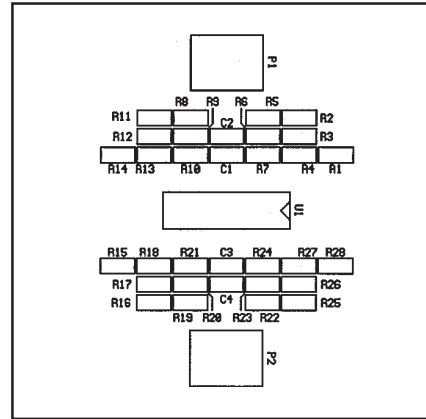 P1
R8 R9 R6 R5
R11 C2 R2
R12 R3
R14 R13 R10 C1 R7 R4 R1
U1
R15 R18 R21 C3 R24 R27 R28
R17 R26
R16 C4 R25
R19 R20 R23 R22
P2